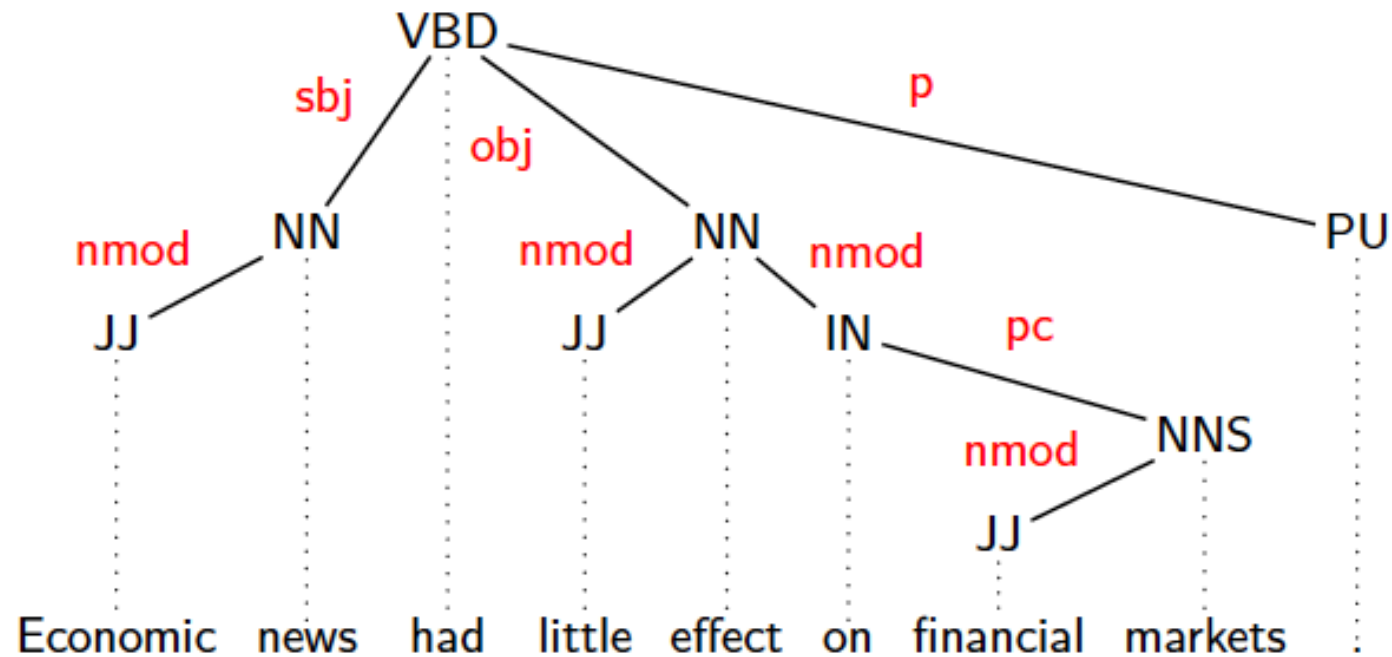 VBD
sbj
p
obj
NN
NN
PU
nmod
nmod
nmod
JJ
JJ
IN
pc
NNS
nmod
JJ
Economic news had little effect on financial markets .